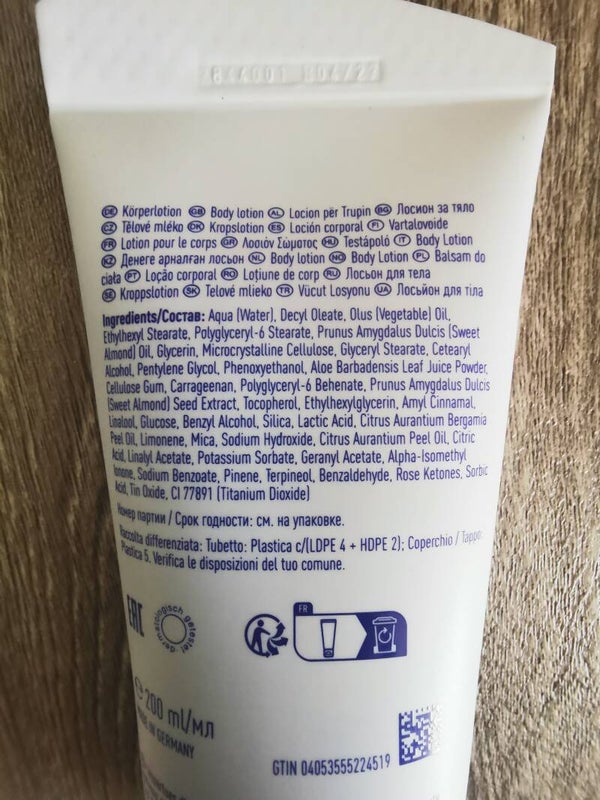 DE Körperlotion GB Body lotion AL Locion për Trupin BG Лосион за тяло
CZ Tělové mléko DK Kropslotion ES Loción corporal FI Vartalovoide
FR Lotion pour le corps GR Λοσιόν Σώματος HU Testápoló IT Body Lotion
KZ Денеге арналған лосьон NL Body lotion NO Body Lotion PL Balsam do
ciała PT Loção corporal RO Loțiune de corp RU Лосьон для тела
SE Kroppslotion SK Telové mlieko TR Vücut Losyonu UA Лосьйон для тіла
Ingredients/Состав: Aqua (Water), Decyl Oleate, Olus (Vegetable) Oil,
Ethylhexyl Stearate, Polyglyceryl-6 Stearate, Prunus Amygdalus Dulcis (Sweet
Almond) Oil, Glycerin, Microcrystalline Cellulose, Glyceryl Stearate, Cetearyl
Alcohol, Pentylene Glycol, Phenoxyethanol, Aloe Barbadensis Leaf Juice Powder,
Cellulose Gum, Carrageenan, Polyglyceryl-6 Behenate, Prunus Amygdalus Dulcis
(Sweet Almond) Seed Extract, Tocopherol, Ethylhexylglycerin, Amyl Cinnamal,
Linalool, Glucose, Benzyl Alcohol, Silica, Lactic Acid, Citrus Aurantium Bergamia
Peel Oil, Limonene, Mica, Sodium Hydroxide, Citrus Aurantium Peel Oil, Citric
Acid, Linalyl Acetate, Potassium Sorbate, Geranyl Acetate, Alpha-Isomethyl
Ionone, Sodium Benzoate, Pinene, Terpineol, Benzaldehyde, Rose Ketones, Sorbic
Acid, Tin Oxide, CI 77891 (Titanium Dioxide)
Номер партии / Срок годности: см. на упаковке.
Raccolta differenziata: Tubetto: Plastica c/(LDPE 4 + HDPE 2); Coperchio / Tappo:
Plastica 5. Verifica le disposizioni del tuo comune.
EAC
dermatologisch getestet
FR
℮ 200 ml/мл
MADE IN GERMANY
GTIN 04053555224519